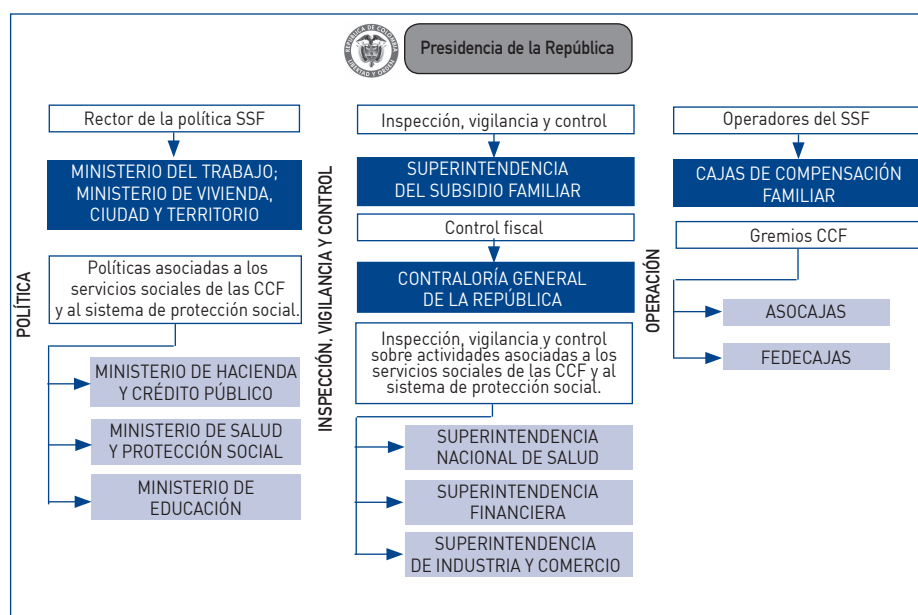 REPÚBLICA DE COLOMBIA
LIBERTAD Y ORDEN
Presidencia de la República
POLÍTICA
Rector de la política SSF
MINISTERIO DEL TRABAJO;
MINISTERIO DE VIVIENDA,
CIUDAD Y TERRITORIO
Políticas asociadas a los
servicios sociales de las CCF
y al sistema de protección social.
MINISTERIO DE HACIENDA
Y CRÉDITO PÚBLICO
MINISTERIO DE SALUD
Y PROTECCIÓN SOCIAL
MINISTERIO DE
EDUCACIÓN
INSPECCIÓN, VIGILANCIA Y CONTROL
Inspección, vigilancia y control
SUPERINTENDENCIA
DEL SUBSIDIO FAMILIAR
Control fiscal
CONTRALORÍA GENERAL
DE LA REPÚBLICA
Inspección, vigilancia y control
sobre actividades asociadas a los
servicios sociales de las CCF y al
sistema de protección social.
SUPERINTENDENCIA
NACIONAL DE SALUD
SUPERINTENDENCIA
FINANCIERA
SUPERINTENDENCIA
DE INDUSTRIA Y COMERCIO
OPERACIÓN
Operadores del SSF
CAJAS DE COMPENSACIÓN
FAMILIAR
Gremios CCF
ASOCAJAS
FEDECAJAS